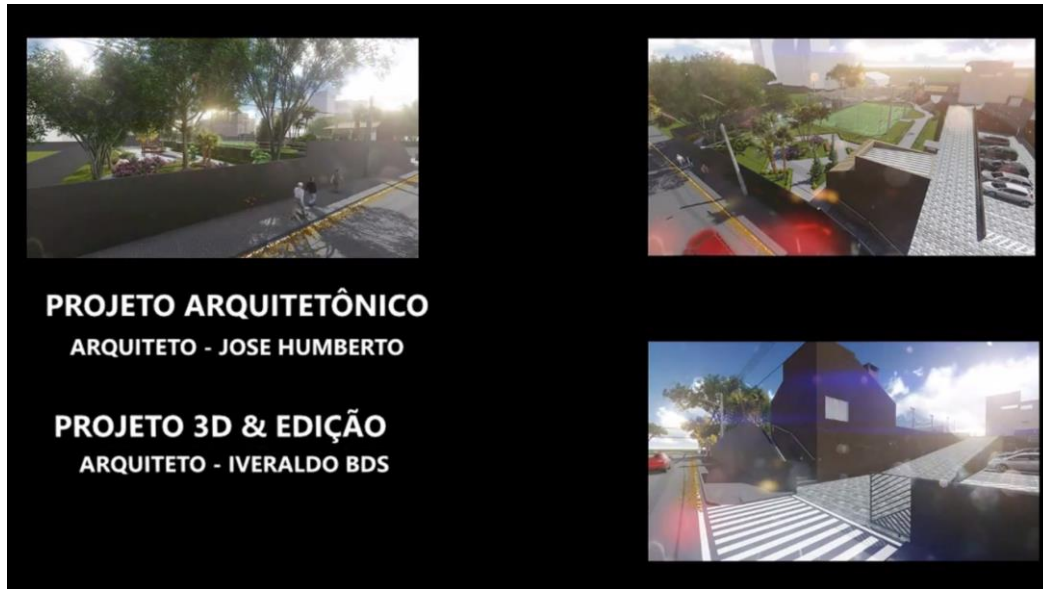 PROJETO ARQUITETÔNICO
ARQUITETO - JOSE HUMBERTO
PROJETO 3D & EDIÇÃO
ARQUITETO - IVERALDO BDS